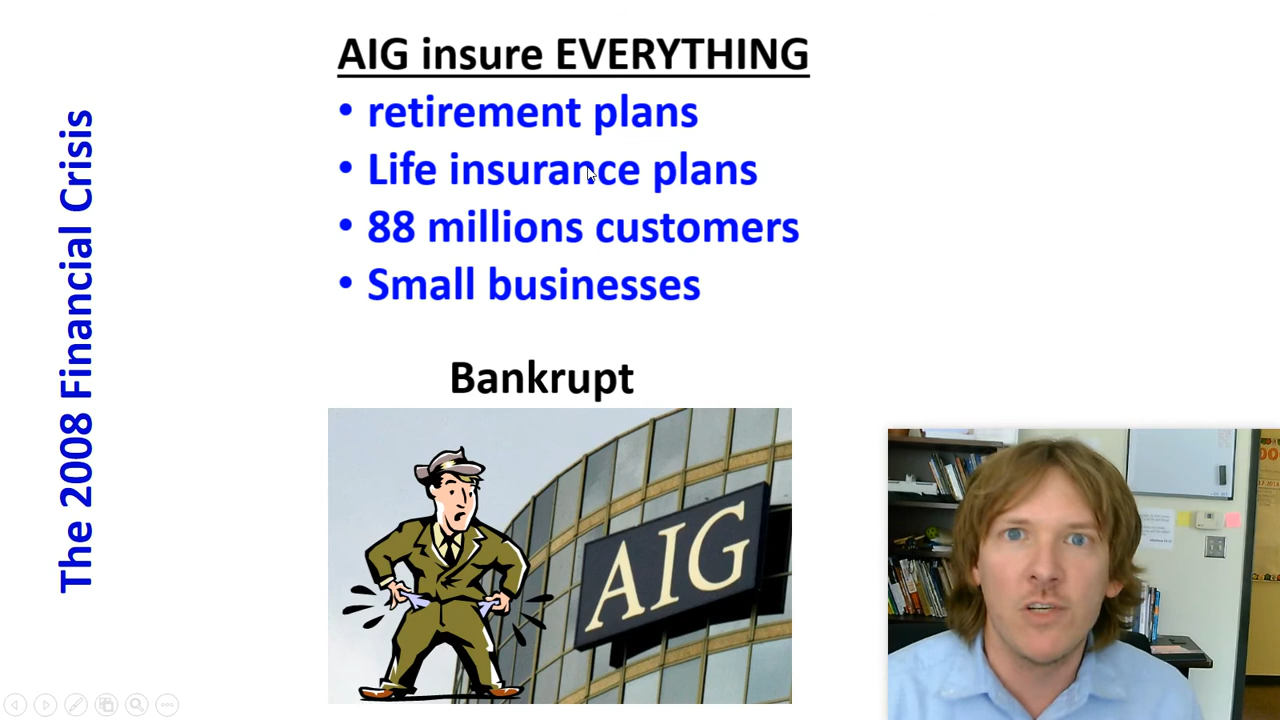 The 2008 Financial Crisis
AIG insure EVERYTHING
• retirement plans
• Life insurance plans
• 88 millions customers
• Small businesses
Bankrupt
AIG